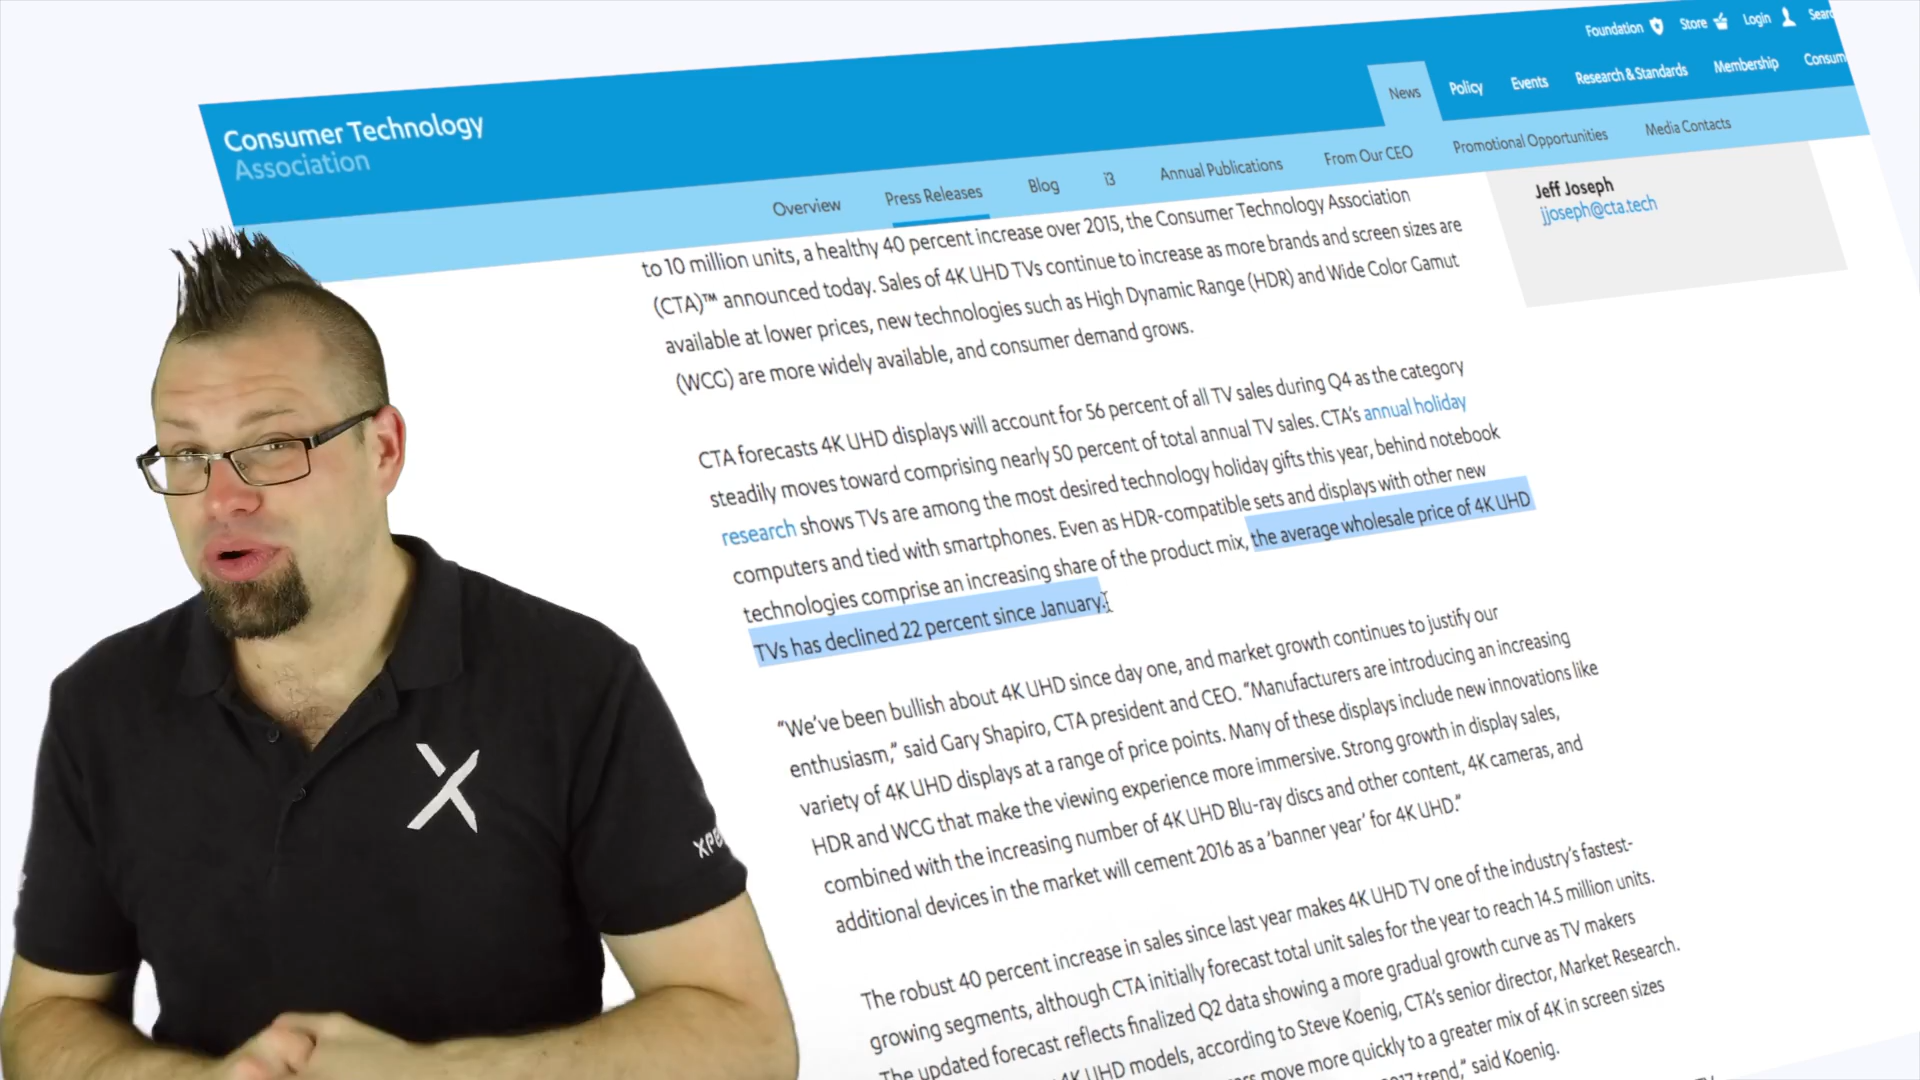 Foundation Store Login
News Policy Events Research & Standards Membership
Consumer Technology
Association
Overview Press Releases Blog i3 Annual Publications From Our CEO Promotional Opportunities Media Contacts
Jeff Joseph
jjoseph@cta.tech
to 10 million units, a healthy 40 percent increase over 2015, the Consumer Technology Association
(CTA)™ announced today. Sales of 4K UHD TVs continue to increase as more brands and screen sizes are
available at lower prices, new technologies such as High Dynamic Range (HDR) and Wide Color Gamut
(WCG) are more widely available, and consumer demand grows.
CTA forecasts 4K UHD displays will account for 56 percent of all TV sales during Q4 as the category
steadily moves toward comprising nearly 50 percent of total annual TV sales. CTA's annual holiday
research shows TVs are among the most desired technology holiday gifts this year, behind notebook
computers and tied with smartphones. Even as HDR-compatible sets and displays with other new
technologies comprise an increasing share of the product mix, the average wholesale price of 4K UHD
TVs has declined 22 percent since January.
“We've been bullish about 4K UHD since day one, and market growth continues to justify our
enthusiasm,” said Gary Shapiro, CTA president and CEO. “Manufacturers are introducing an increasing
variety of 4K UHD displays at a range of price points. Many of these displays include new innovations like
HDR and WCG that make the viewing experience more immersive. Strong growth in display sales,
combined with the increasing number of 4K UHD Blu-ray discs and other content, 4K cameras, and
additional devices in the market will cement 2016 as a ‘banner year’ for 4K UHD.”
The robust 40 percent increase in sales since last year makes 4K UHD TV one of the industry's fastest-
growing segments, although CTA initially forecast total unit sales for the year to reach 14.5 million units.
The updated forecast reflects finalized Q2 data showing a more gradual growth curve as TV makers
4K UHD models, according to Steve Koenig, CTA's senior director, Market Research.
move more quickly to a greater mix of 4K in screen sizes
2017 trend,” said Koenig.
X